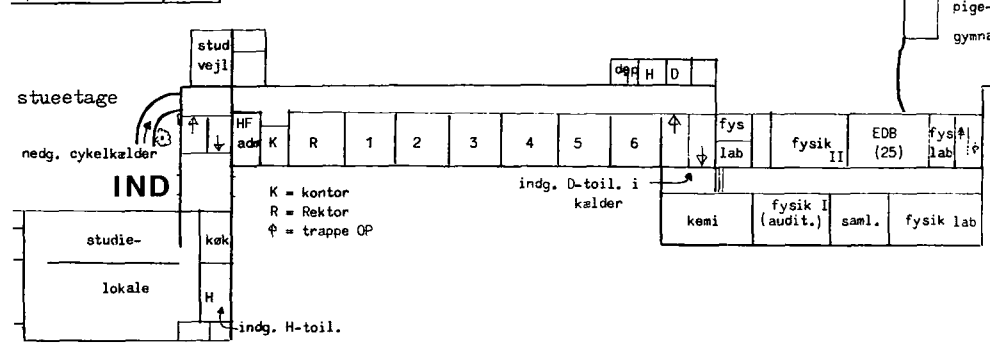 pige-
gymna
stud
vejl
dep H D
stueetage
HF
adm K R 1 2 3 4 5 6
fys
lab
fysik
II
EDB
(25)
fys
lab
nedg. cykelkælder
IND
K = kontor
R = Rektor
= trappe OP
indg. D-toil. i
kælder
kemi
fysik I
(audit.)
saml.
fysik lab
studie-
lokale
køk
H
indg. H-toil.